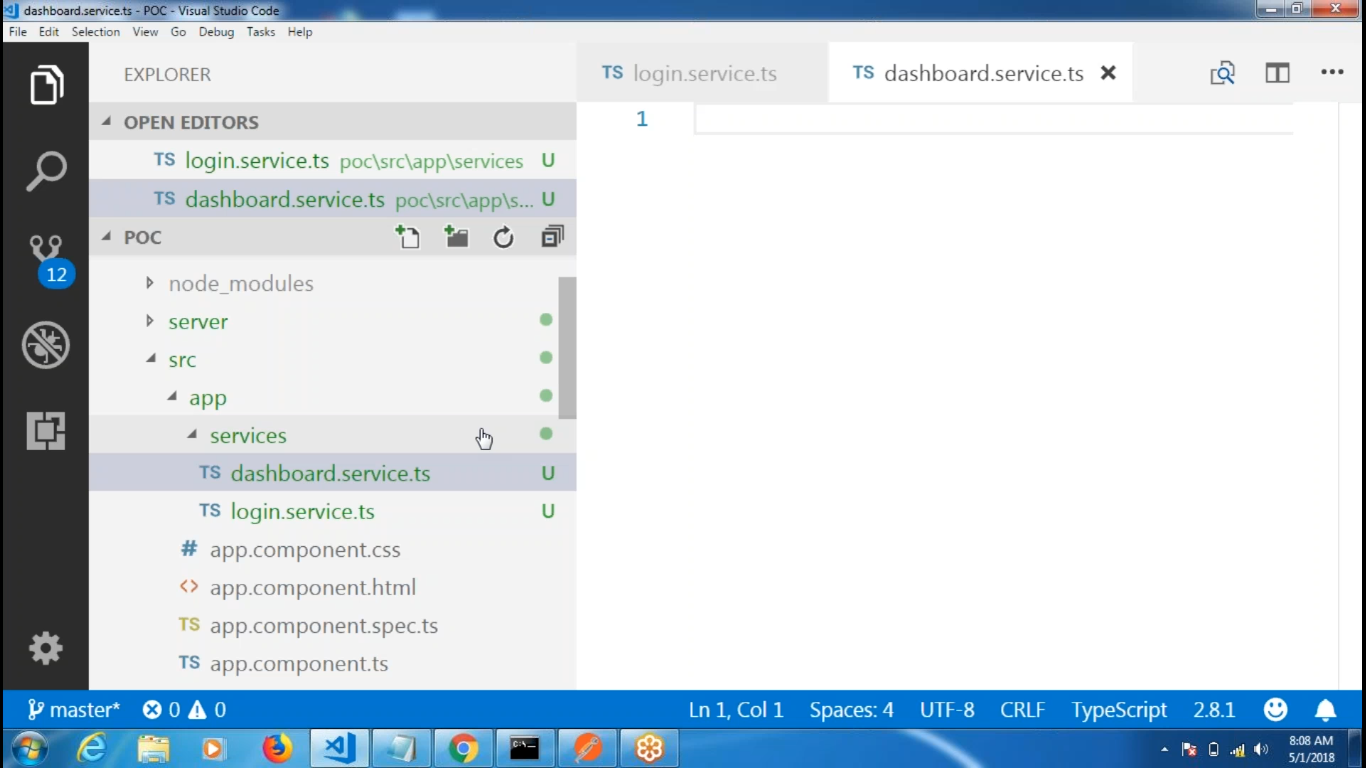 dashboard.service.ts - POC - Visual Studio Code
File Edit Selection View Go Debug Tasks Help
EXPLORER
TS login.service.ts
TS dashboard.service.ts
OPEN EDITORS
TS login.service.ts poc\src\app\services U
TS dashboard.service.ts poc\src\app\s... U
POC
1
12
node_modules
server
src
app
services
TS dashboard.service.ts U
TS login.service.ts U
# app.component.css
<> app.component.html
TS app.component.spec.ts
TS app.component.ts
master* 0 0 Ln 1, Col 1 Spaces: 4 UTF-8 CRLF TypeScript 2.8.1
C:\
8:08 AM
5/1/2018